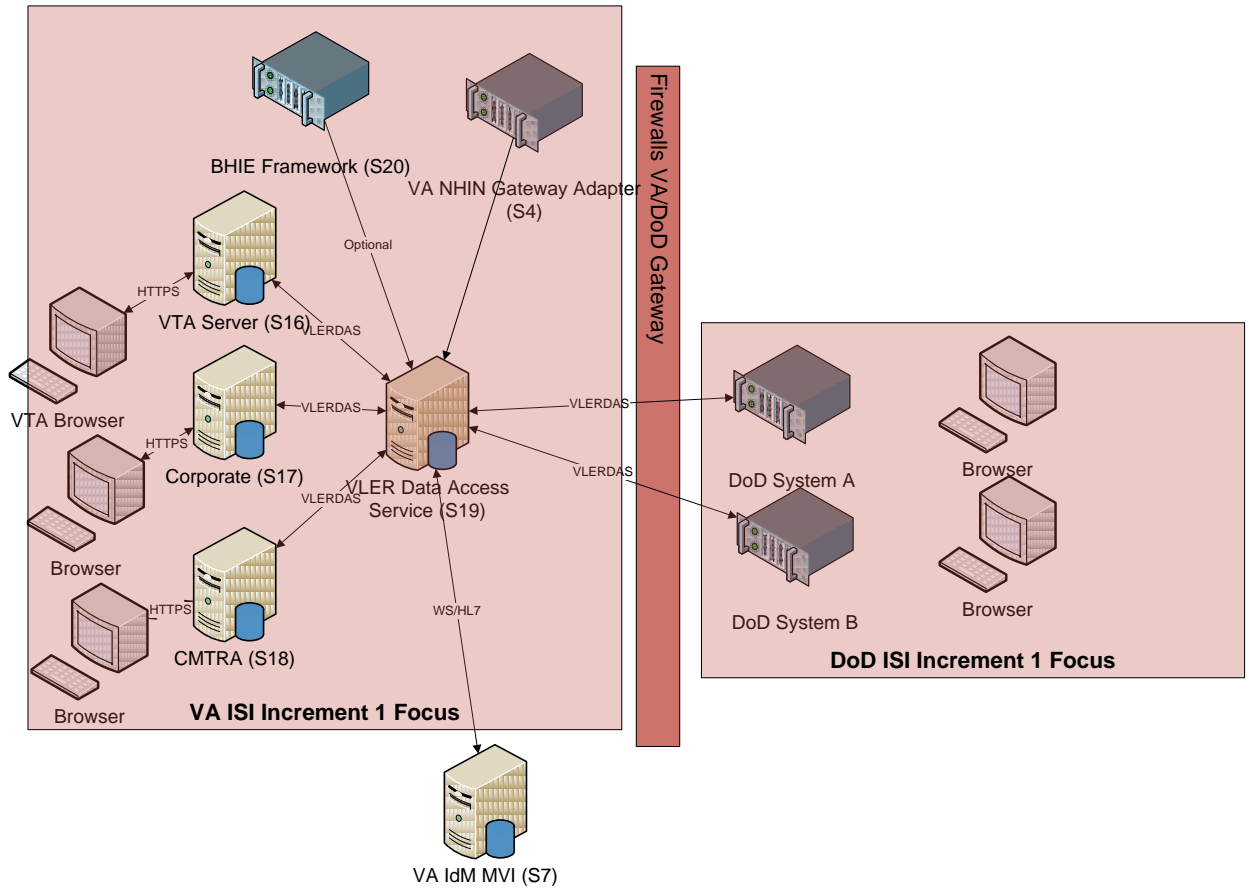 BHIE Framework (S20)
VA NHIN Gateway Adapter
(S4)
Firewalls VA/DoD Gateway
Optional
HTTPS
VTA Server (S16)
VLERDAS
VTA Browser
HTTPS
VLERDAS
Corporate (S17)
VLERDAS
VLER Data Access
Service (S19)
VLERDAS
VLERDAS
DoD System A
Browser
Browser
HTTPS
CMTRA (S18)
WS/HL7
DoD System B
Browser
Browser
VA ISI Increment 1 Focus
DoD ISI Increment 1 Focus
VA IdM MVI (S7)